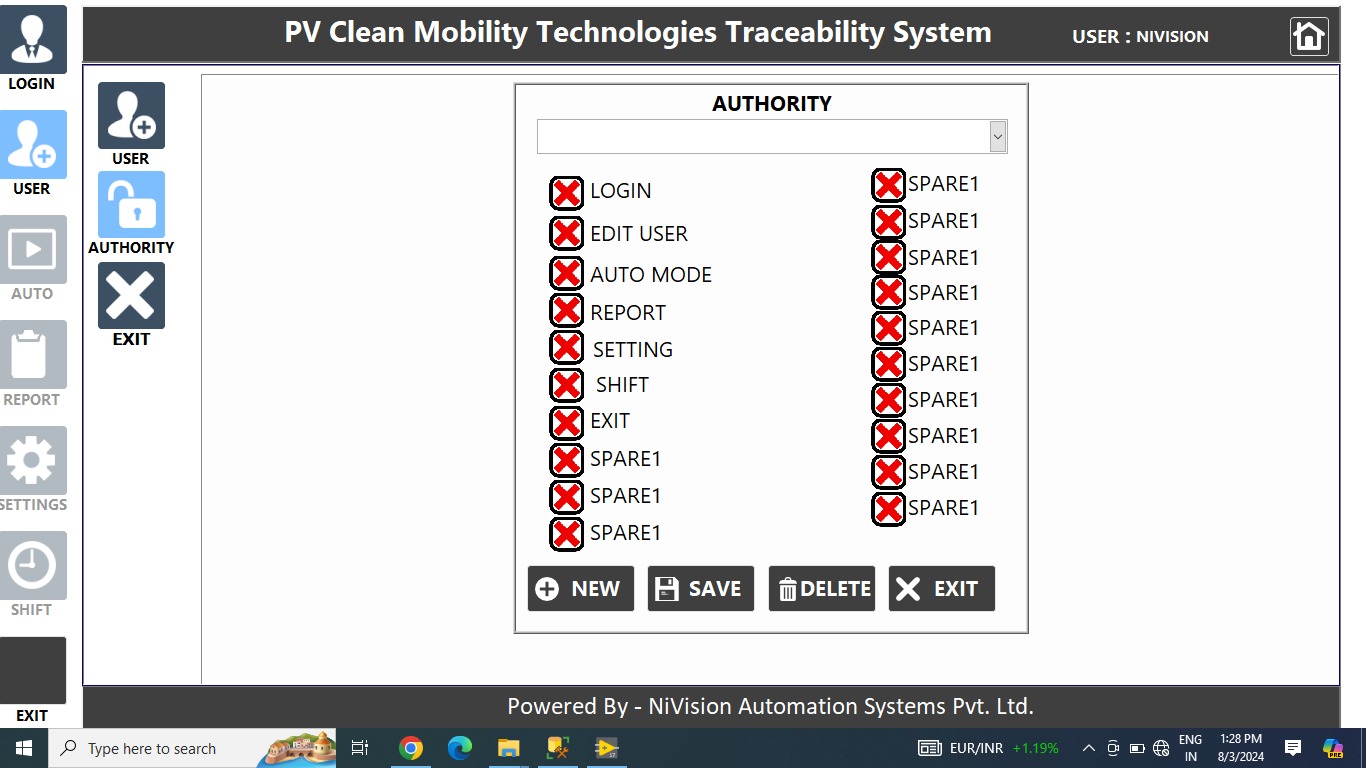 PV Clean Mobility Technologies Traceability System
USER : NIVISION
LOGIN
USER
AUTO
REPORT
SETTINGS
SHIFT
EXIT
USER
AUTHORITY
EXIT
AUTHORITY
LOGIN
EDIT USER
AUTO MODE
REPORT
SETTING
SHIFT
EXIT
SPARE1
SPARE1
SPARE1
SPARE1
SPARE1
SPARE1
SPARE1
SPARE1
SPARE1
SPARE1
SPARE1
SPARE1
SPARE1
NEW
SAVE
DELETE
EXIT
Powered By - NiVision Automation Systems Pvt. Ltd.
Type here to search
EUR/INR +1.19%
ENG
IN
1:28 PM
8/3/2024